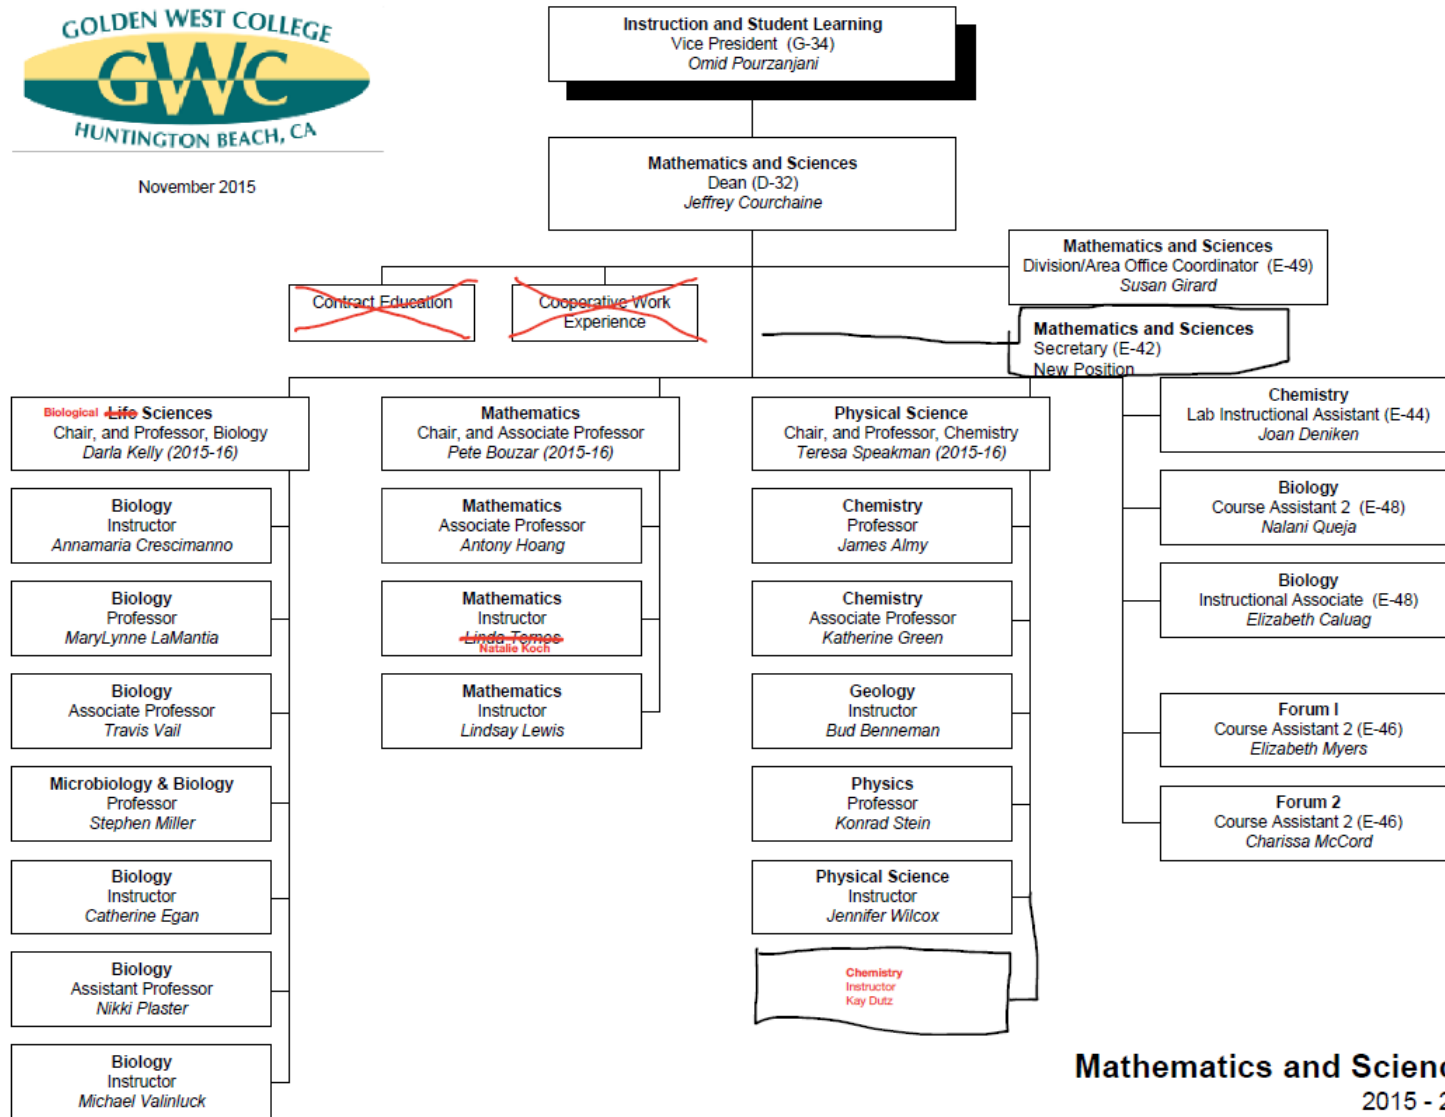 GOLDEN WEST COLLEGE
GWC
HUNTINGTON BEACH, CA
November 2015
Instruction and Student Learning
Vice President (G-34)
Omid Pourzanjani
Mathematics and Sciences
Dean (D-32)
Jeffrey Courchaine
Mathematics and Sciences
Division/Area Office Coordinator (E-49)
Susan Girard
Contract Education
Cooperative Work
Experience
Mathematics and Sciences
Secretary (E-42)
New Position
Biological Life Sciences
Chair, and Professor, Biology
Darla Kelly (2015-16)
Biology
Instructor
Annamaria Crescimanno
Biology
Professor
MaryLynne LaMantia
Biology
Associate Professor
Travis Vail
Microbiology & Biology
Professor
Stephen Miller
Biology
Instructor
Catherine Egan
Biology
Assistant Professor
Nikki Plaster
Biology
Instructor
Michael Valinluck
Mathematics
Chair, and Associate Professor
Pete Bouzar (2015-16)
Mathematics
Associate Professor
Antony Hoang
Mathematics
Instructor
Linda Ternes
Natalie Koch
Mathematics
Instructor
Lindsay Lewis
Physical Science
Chair, and Professor, Chemistry
Teresa Speakman (2015-16)
Chemistry
Professor
James Almy
Chemistry
Associate Professor
Katherine Green
Geology
Instructor
Bud Benneman
Physics
Professor
Konrad Stein
Physical Science
Instructor
Jennifer Wilcox
Chemistry
Instructor
Kay Dutz
Chemistry
Lab Instructional Assistant (E-44)
Joan Deniken
Biology
Course Assistant 2 (E-48)
Nalani Queja
Biology
Instructional Associate (E-48)
Elizabeth Caluag
Forum I
Course Assistant 2 (E-46)
Elizabeth Myers
Forum 2
Course Assistant 2 (E-46)
Charissa McCord
Mathematics and Scienc
2015 - 2